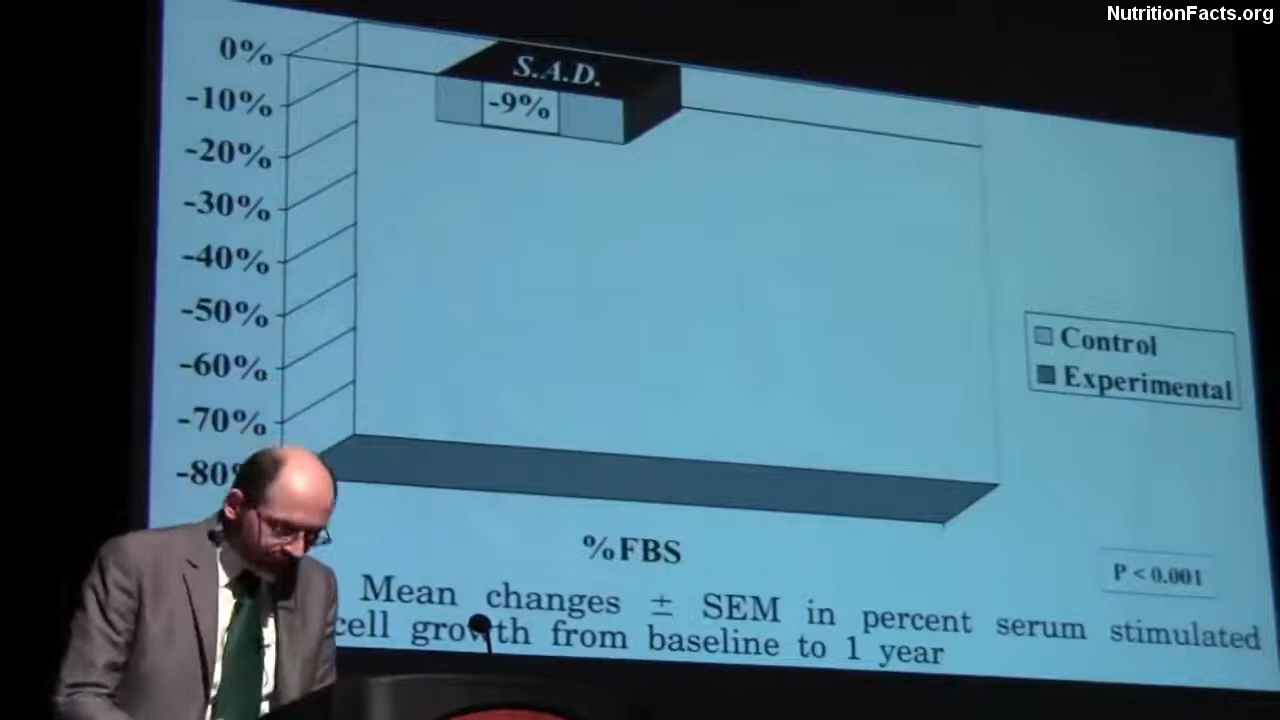 NutritionFacts.org
0%
-10%
-20%
-30%
-40%
-50%
-60%
-70%
-80%
S.A.D.
-9%
Control
Experimental
%FBS
P < 0.001
Mean changes ± SEM in percent serum stimulated
cell growth from baseline to 1 year